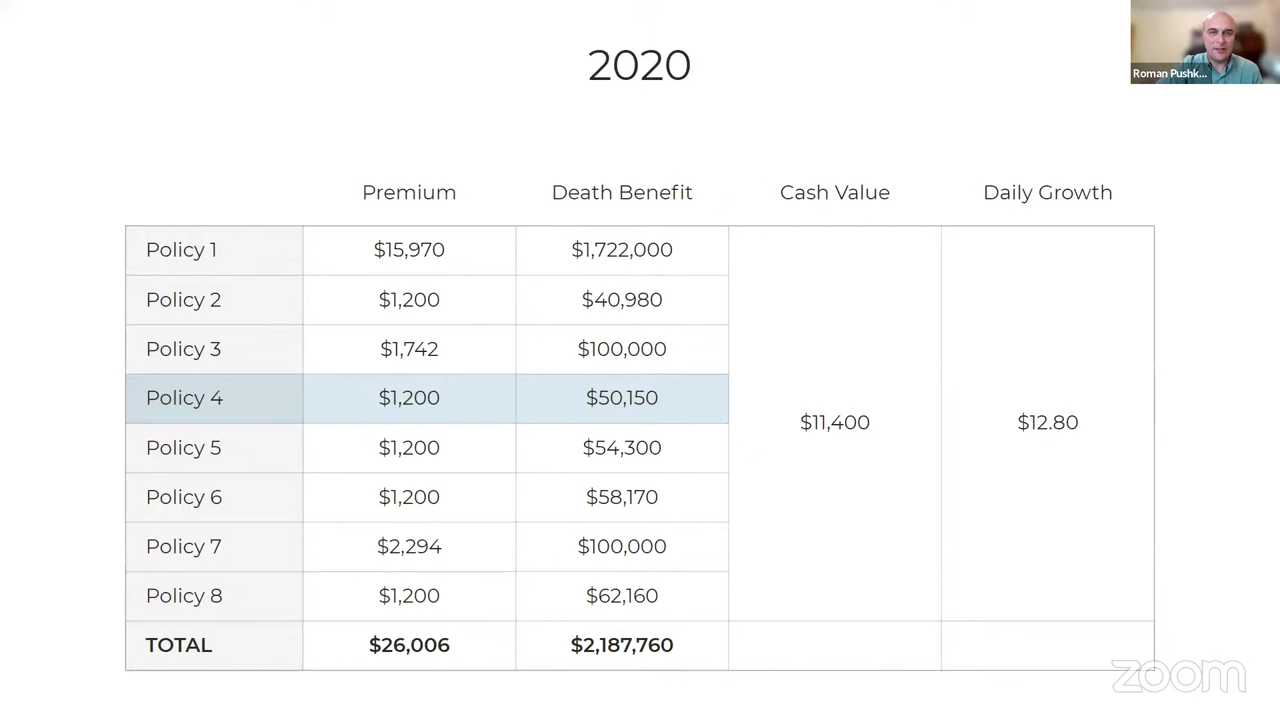 2020
Roman Pushk...
Premium Death Benefit Cash Value Daily Growth
Policy 1 $15,970 $1,722,000
Policy 2 $1,200 $40,980
Policy 3 $1,742 $100,000
Policy 4 $1,200 $50,150
$11,400 $12.80
Policy 5 $1,200 $54,300
Policy 6 $1,200 $58,170
Policy 7 $2,294 $100,000
Policy 8 $1,200 $62,160
TOTAL $26,006 $2,187,760
zoom